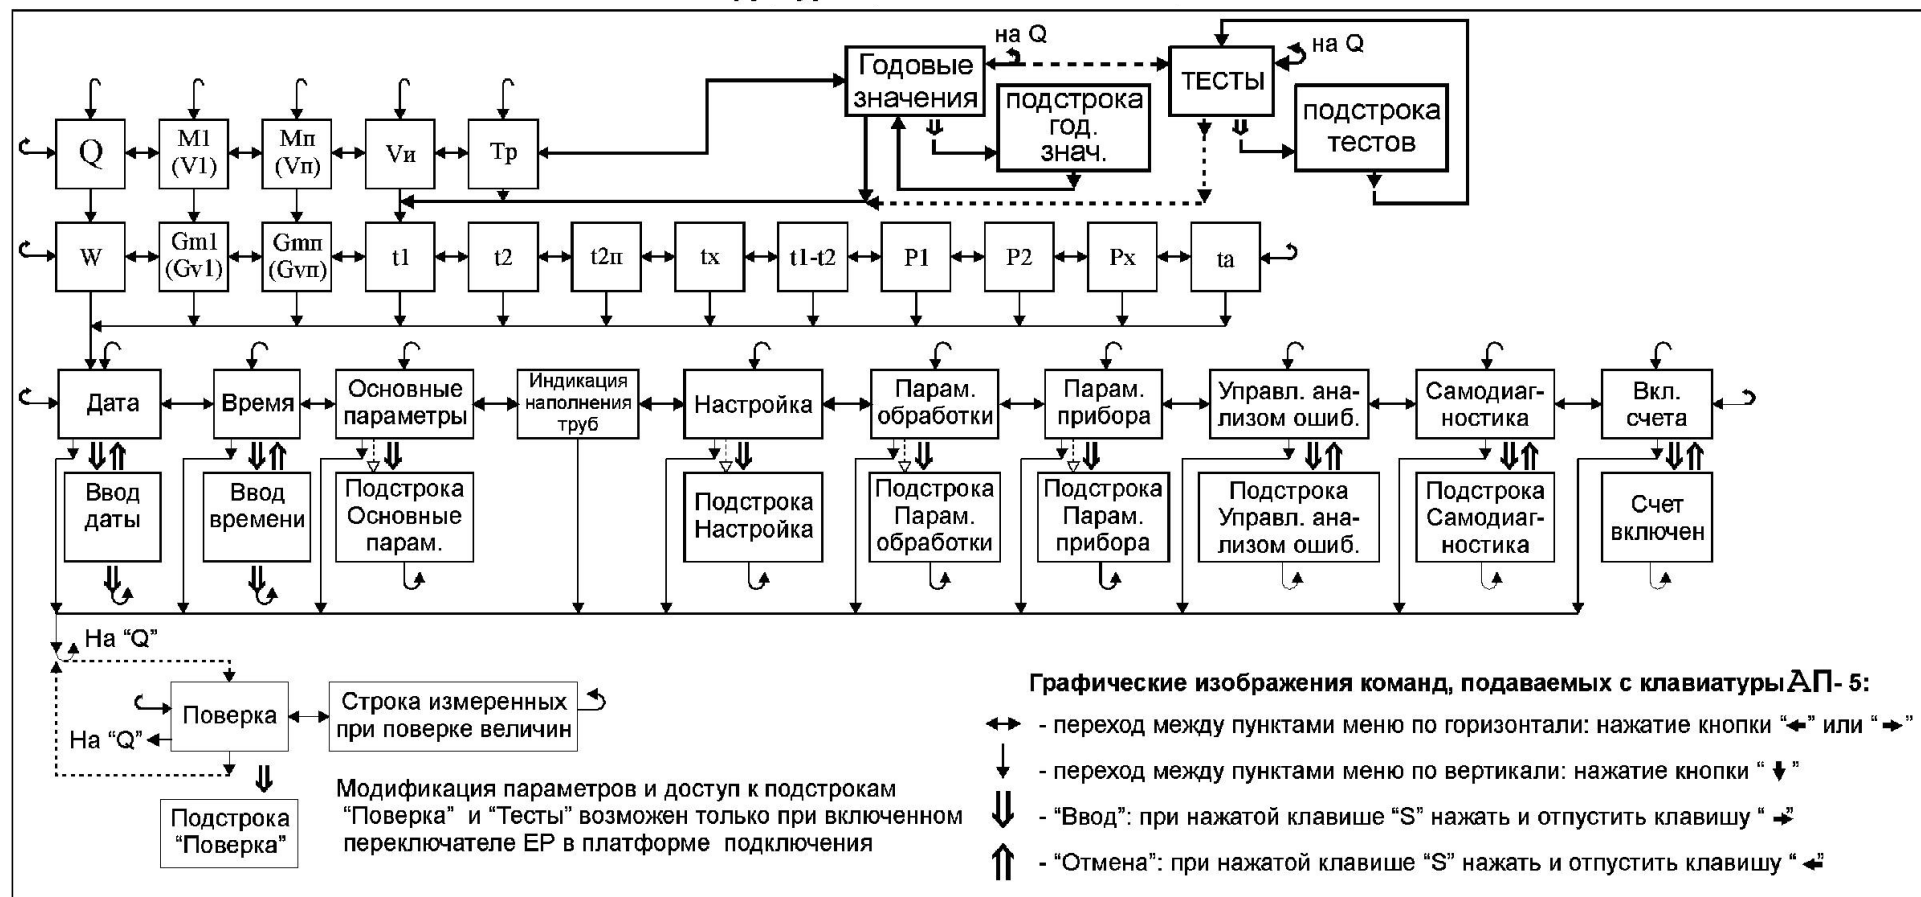 на Q
на Q
Годовые
значения
ТЕСТЫ
подстрока
год.
знач.
подстрока
тестов
Q
М1
(V1)
Мп
(Vп)
Vи
Тр
W
Gm1
(Gv1)
Gmп
(Gvп)
t1
t2
t2п
tx
t1-t2
P1
P2
Px
ta
Дата
Время
Основные
параметры
Индикация
наполнения
труб
Настройка
Парам.
обработки
Парам.
прибора
Управл. ана-
лизом ошиб.
Самодиаг-
ностика
Вкл.
счета
Ввод
даты
Ввод
времени
Подстрока
Основные
парам.
Подстрока
Настройка
Подстрока
Парам.
обработки
Подстрока
Парам.
прибора
Подстрока
Управл. ана-
лизом ошиб.
Подстрока
Самодиаг-
ностика
Счет
включен
На “Q”
Поверка
Строка измеренных
при поверке величин
На “Q”
Подстрока
“Поверка”
Модификация параметров и доступ к подстрокам
“Поверка” и “Тесты” возможен только при включенном
переключателе ЕР в платформе подключения
Графические изображения команд, подаваемых с клавиатуры АП- 5:
- переход между пунктами меню по горизонтали: нажатие кнопки “←” или “→”
- переход между пунктами меню по вертикали: нажатие кнопки “↓”
- “Ввод”: при нажатой клавише “S” нажать и отпустить клавишу “→”
- “Отмена”: при нажатой клавише “S” нажать и отпустить клавишу “←”